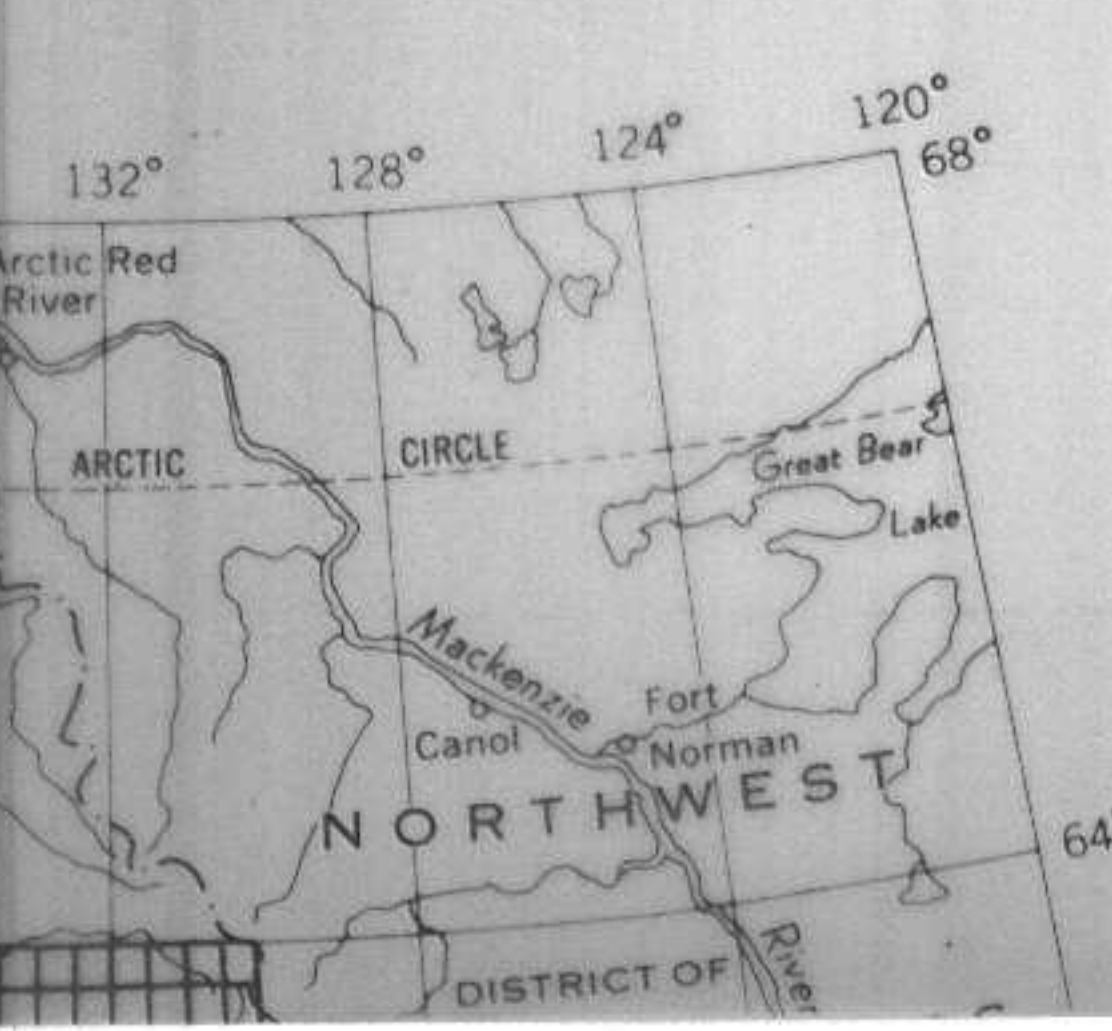 120°
124°
128°
132°
68°
Arctic Red
River
ARCTIC CIRCLE
Great Bear
Lake
Mackenzie
Fort
Norman
Canol
NORTHWEST
64
DISTRICT OF
River